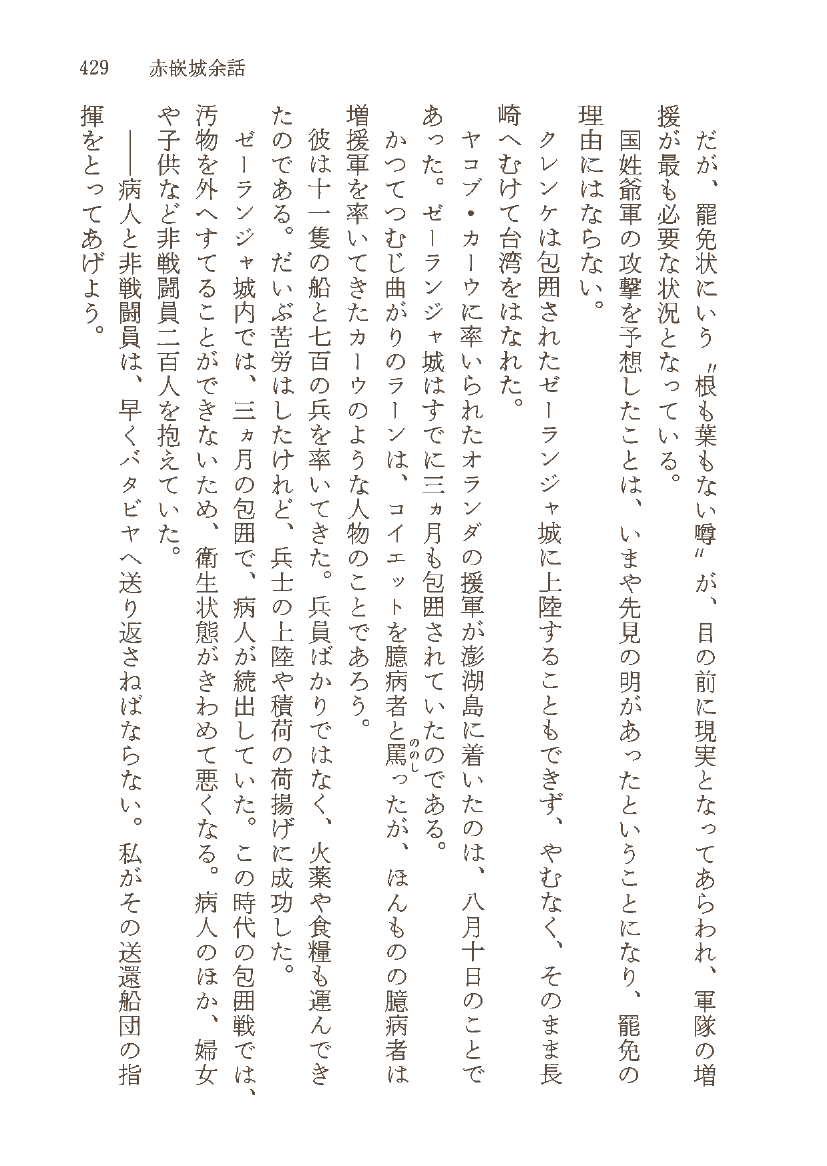 429　赤嵌城余話
だが、罷免状にいう〝根も葉もない噂〟が、目の前に現実となってあらわれ、軍隊の増
援が最も必要な状況となっている。
国姓爺軍の攻撃を予想したことは、いまや先見の明があったということになり、罷免の
理由にはならない。
クレンケは包囲されたゼーランジャ城に上陸することもできず、やむなく、そのまま長
崎へむけて台湾をはなれた。
ヤコブ・カーウに率いられたオランダの援軍が澎湖島に着いたのは、八月十日のことで
あった。ゼーランジャ城はすでに三ヵ月も包囲されていたのである。
かつてつむじ曲がりのラーンは、コイエットを臆病者と罵ったが、ほんものの臆病者は
ののし
増援軍を率いてきたカーウのような人物のことであろう。
彼は十一隻の船と七百の兵を率いてきた。兵員ばかりではなく、火薬や食糧も運んでき
たのである。だいぶ苦労はしたけれど、兵士の上陸や積荷の荷揚げに成功した。
ゼーランジャ城内では、三ヵ月の包囲で、病人が続出していた。この時代の包囲戦では、
汚物を外へすてることができないため、衛生状態がきわめて悪くなる。病人のほか、婦女
や子供など非戦闘員二百人を抱えていた。
――病人と非戦闘員は、早くバタビヤへ送り返さねばならない。私がその送還船団の指
揮をとってあげよう。